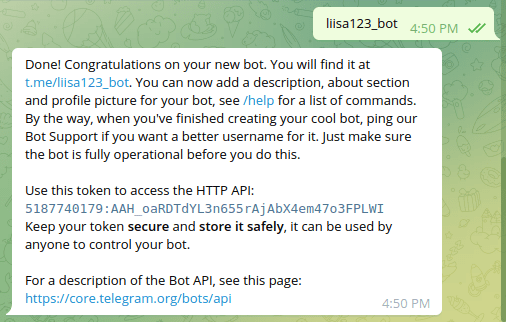 liisa123_bot
4:50 PM
Done! Congratulations on your new bot. You will find it at
t.me/liisa123_bot. You can now add a description, about section
and profile picture for your bot, see /help for a list of commands.
By the way, when you've finished creating your cool bot, ping our
Bot Support if you want a better username for it. Just make sure
the bot is fully operational before you do this.
Use this token to access the HTTP API:
5187740179:AAH_oaRDTdYL3n655rAjAbX4em47o3FPLWI
Keep your token secure and store it safely, it can be used by
anyone to control your bot.
For a description of the Bot API, see this page:
https://core.telegram.org/bots/api
4:50 PM